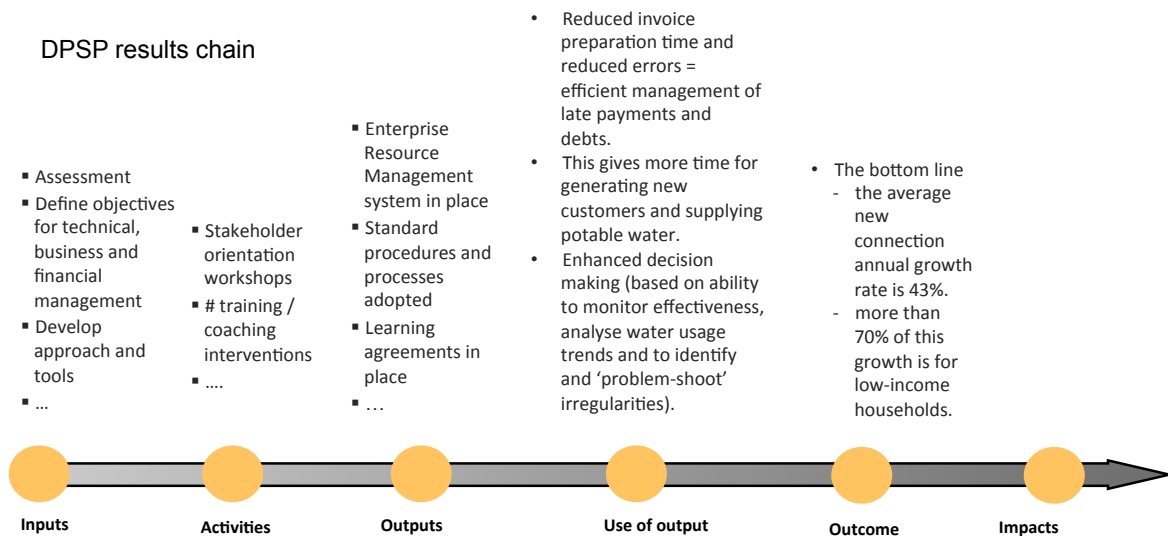 DPSP results chain
▪ Assessment
▪ Define objectives
for technical,
business and
financial
management
▪ Develop
approach and
tools
▪ ...
▪ Stakeholder
orientation
workshops
▪ # training /
coaching
interventions
▪ ....
▪ Enterprise
Resource
Management
system in place
▪ Standard
procedures and
processes
adopted
▪ Learning
agreements in
place
▪ ...
• Reduced invoice
preparation time and
reduced errors =
efficient management of
late payments and
debts.
• This gives more time for
generating new
customers and supplying
potable water.
• Enhanced decision
making (based on ability
to monitor effectiveness,
analyse water usage
trends and to identify
and ‘problem-shoot’
irregularities).
• The bottom line
- the average
new
connection
annual growth
rate is 43%.
- more than
70% of this
growth is for
low-income
households.
Inputs
Activities
Outputs
Use of output
Outcome
Impacts